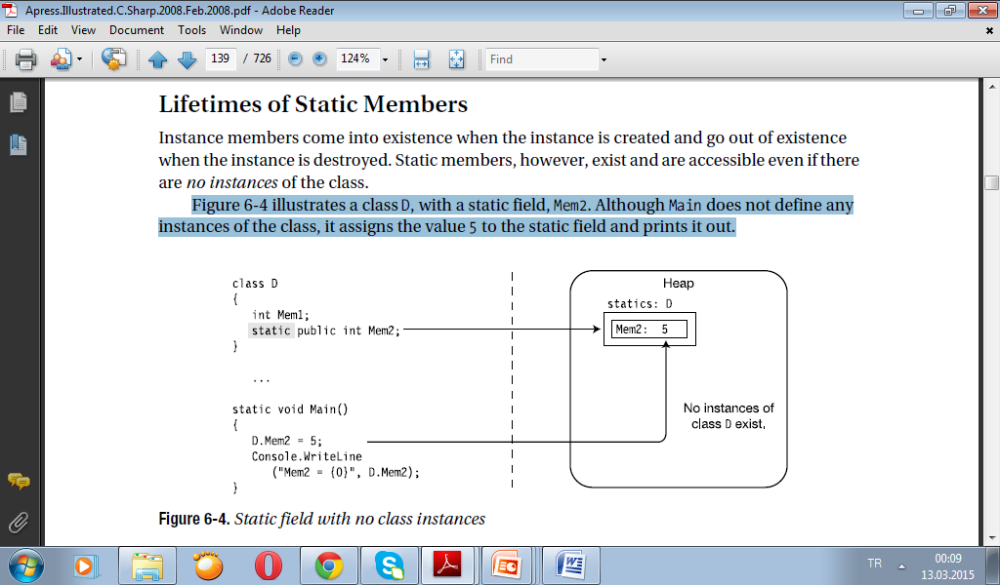 Apress.Illustrated.C.Sharp.2008.Feb.2008.pdf - Adobe Reader
File Edit View Document Tools Window Help
139 / 726 124% Find
Lifetimes of Static Members
Instance members come into existence when the instance is created and go out of existence
when the instance is destroyed. Static members, however, exist and are accessible even if there
are no instances of the class.
Figure 6-4 illustrates a class D, with a static field, Mem2. Although Main does not define any
instances of the class, it assigns the value 5 to the static field and prints it out.
class D
{
int Mem1;
static public int Mem2;
}
...
static void Main()
{
D.Mem2 = 5;
Console.WriteLine
("Mem2 = {0}", D.Mem2);
}
Heap
statics: D
Mem2: 5
No instances of
class D exist.
Figure 6-4. Static field with no class instances
TR
00:09
13.03.2015